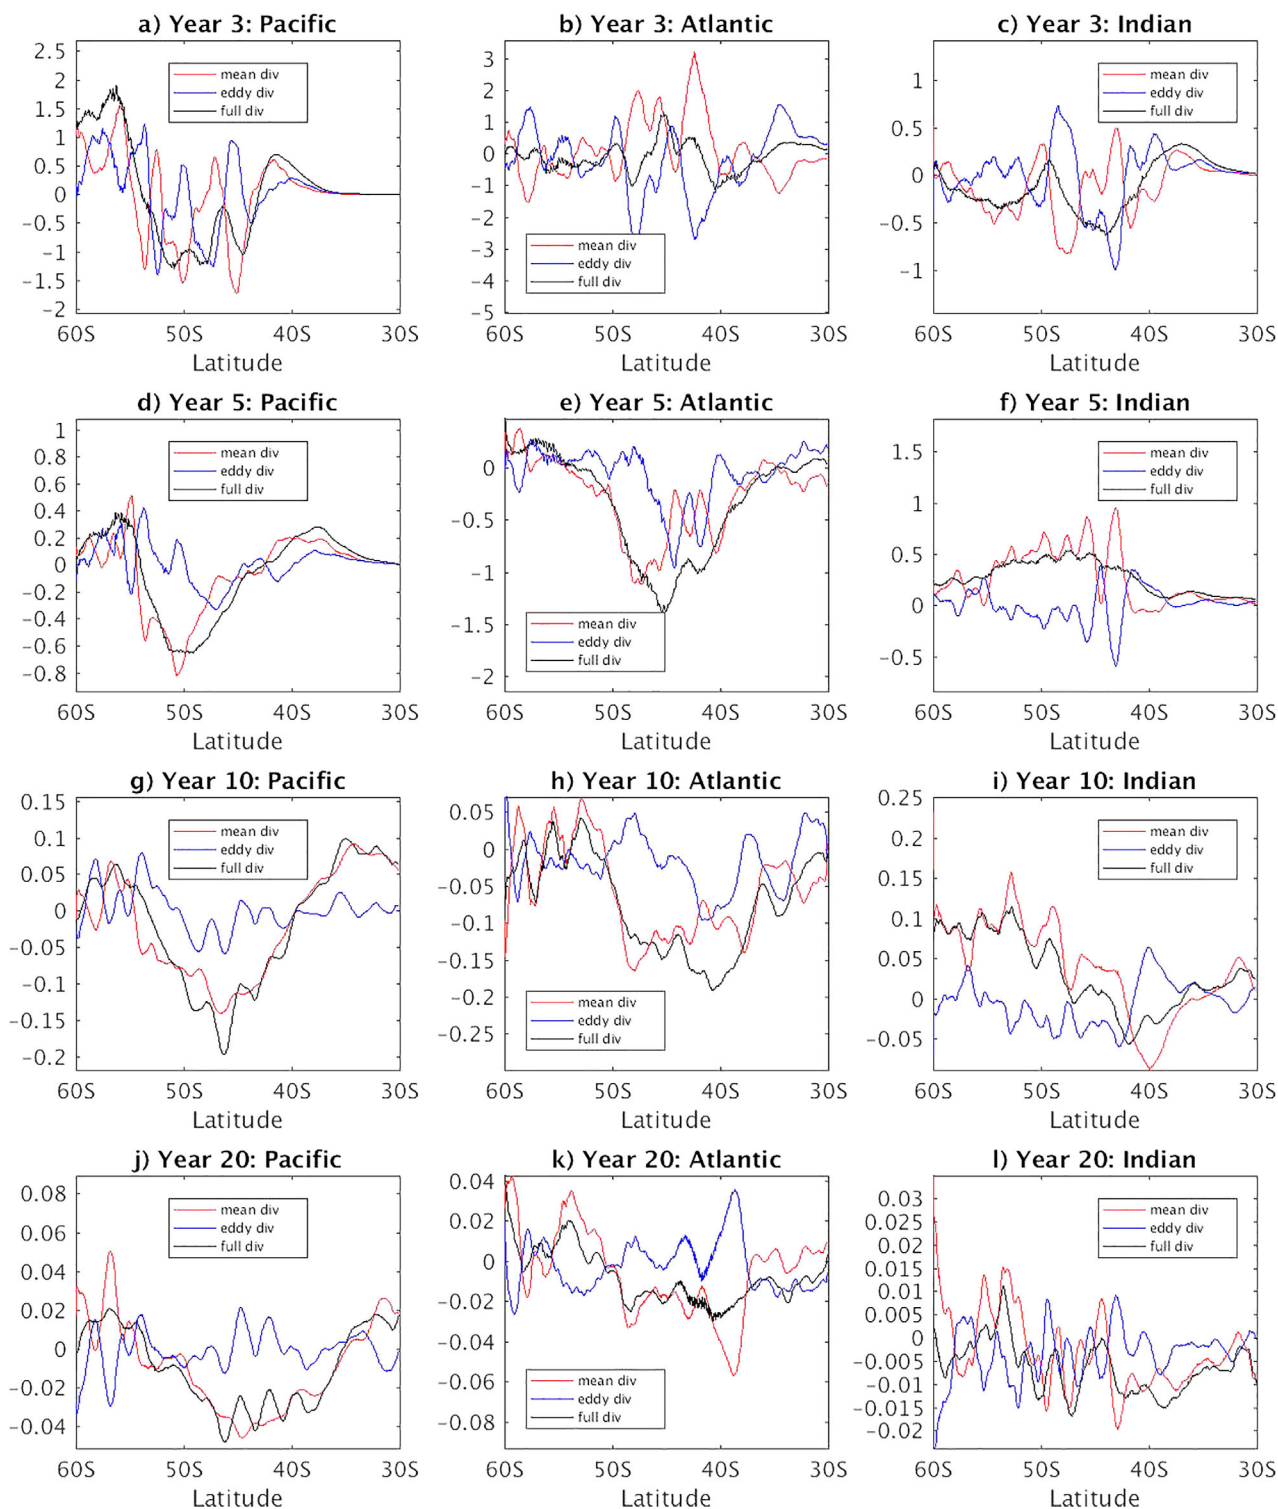 a) Year 3: Pacific
2.5
2
1.5
1
0.5
0
-0.5
-1
-1.5
-2
mean div
eddy div
full div
60S 50S 40S 30S
Latitude
b) Year 3: Atlantic
3
2
1
0
-1
-2
-3
-4
-5
mean div
eddy div
full div
60S 50S 40S 30S
Latitude
c) Year 3: Indian
1
0.5
0
-0.5
-1
mean div
eddy div
full div
60S 50S 40S 30S
Latitude
d) Year 5: Pacific
1
0.8
0.6
0.4
0.2
0
-0.2
-0.4
-0.6
-0.8
mean div
eddy div
full div
60S 50S 40S 30S
Latitude
e) Year 5: Atlantic
0
-0.5
-1
-1.5
-2
mean div
eddy div
full div
60S 50S 40S 30S
Latitude
f) Year 5: Indian
1.5
1
0.5
0
-0.5
mean div
eddy div
full div
60S 50S 40S 30S
Latitude
g) Year 10: Pacific
0.15
0.1
0.05
0
-0.05
-0.1
-0.15
-0.2
mean div
eddy div
full div
60S 50S 40S 30S
Latitude
h) Year 10: Atlantic
0.05
0
-0.05
-0.1
-0.15
-0.2
-0.25
mean div
eddy div
full div
60S 50S 40S 30S
Latitude
i) Year 10: Indian
0.25
0.2
0.15
0.1
0.05
0
-0.05
mean div
eddy div
full div
60S 50S 40S 30S
Latitude
j) Year 20: Pacific
0.08
0.06
0.04
0.02
0
-0.02
-0.04
mean div
eddy div
full div
60S 50S 40S 30S
Latitude
k) Year 20: Atlantic
0.04
0.02
0
-0.02
-0.04
-0.06
-0.08
mean div
eddy div
full div
60S 50S 40S 30S
Latitude
l) Year 20: Indian
0.03
0.025
0.02
0.015
0.01
0.005
0
-0.005
-0.01
-0.015
-0.02
mean div
eddy div
full div
60S 50S 40S 30S
Latitude